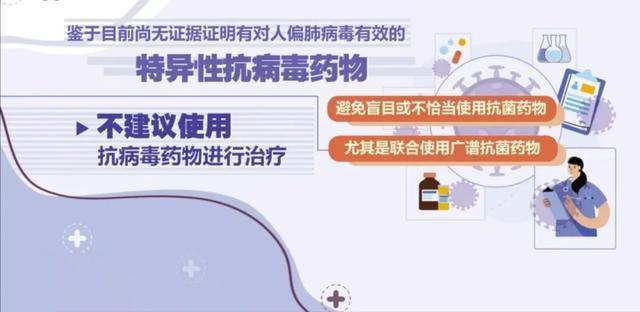 鉴于目前尚无证据证明有对人偏肺病毒有效的
特异性抗病毒药物
不建议使用
抗病毒药物进行治疗
避免盲目或不恰当使用抗菌药物
尤其是联合使用广谱抗菌药物